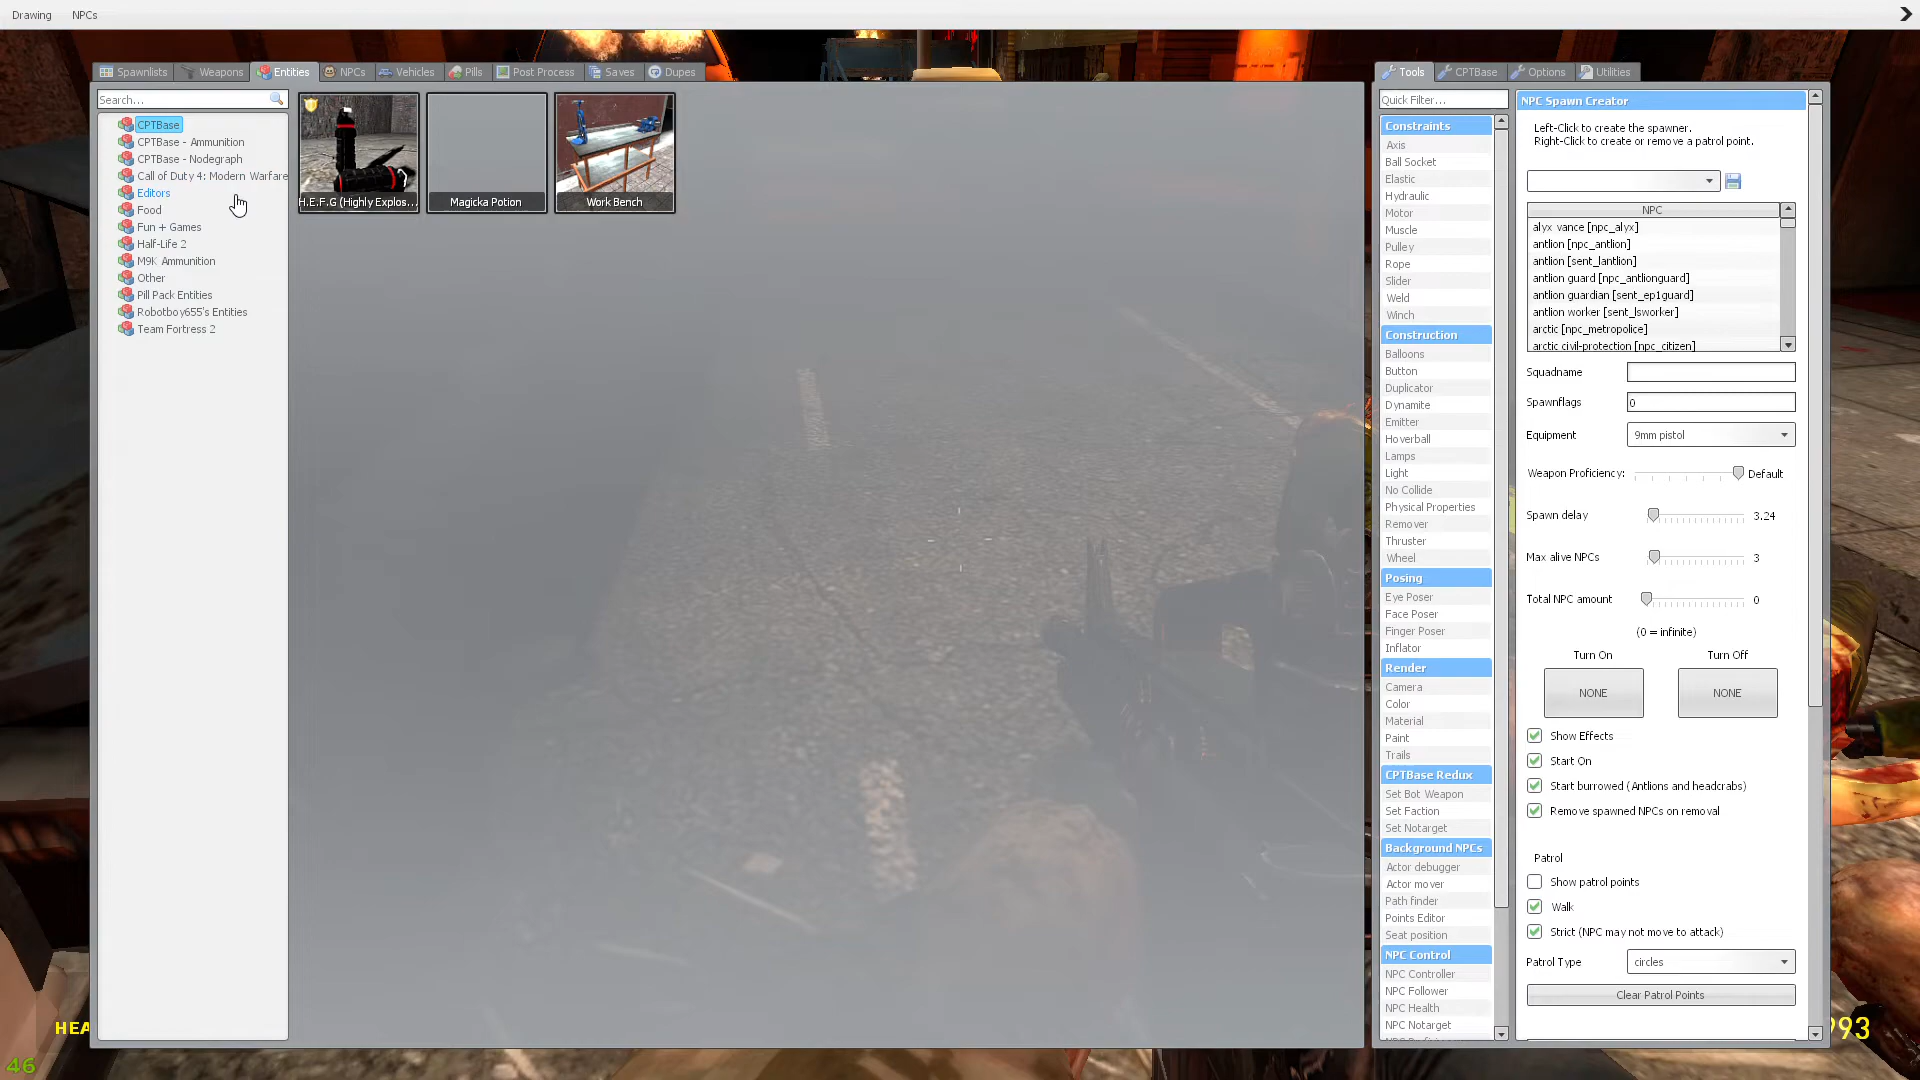 Drawing NPCs
Spawnlists Weapons Entities NPCs Vehicles Pills Post Process Saves Dupes
Search...
CPTBase
CPTBase - Ammunition
CPTBase - Nodegraph
Call of Duty 4: Modern Warfare
Editors
Food
Fun + Games
Half-Life 2
M9K Ammunition
Other
Pill Pack Entities
Robotboy655's Entities
Team Fortress 2
H.E.F.G (Highly Explos...
Magicka Potion
Work Bench
HEA
46
Tools CPTBase Options Utilities
Quick Filter...
Constraints
Axis
Ball Socket
Elastic
Hydraulic
Motor
Muscle
Pulley
Rope
Slider
Weld
Winch
Construction
Balloons
Button
Duplicator
Dynamite
Emitter
Hoverball
Lamps
Light
No Collide
Physical Properties
Remover
Thruster
Wheel
Posing
Eye Poser
Face Poser
Finger Poser
Inflator
Render
Camera
Color
Material
Paint
Trails
CPTBase Redux
Set Bot Weapon
Set Faction
Set Notarget
Background NPCs
Actor debugger
Actor mover
Path finder
Points Editor
Seat position
NPC Control
NPC Controller
NPC Follower
NPC Health
NPC Notarget
NPC Spawn Creator
Left-Click to create the spawner.
Right-Click to create or remove a patrol point.
NPC
alyx vance [npc_alyx]
antlion [npc_antlion]
antlion [sent_lantlion]
antlion guard [npc_antlionguard]
antlion guardian [sent_ep1guard]
antlion worker [sent_lsworker]
arctic [npc_metropolice]
arctic civil-protection [npc_citizen]
Squadname
Spawnflags 0
Equipment 9mm pistol
Weapon Proficiency: Default
Spawn delay 3.24
Max alive NPCs 3
Total NPC amount 0
(0 = infinite)
Turn On Turn Off
NONE NONE
Show Effects
Start On
Start burrowed (Antlions and headcrabs)
Remove spawned NPCs on removal
Patrol
Show patrol points
Walk
Strict (NPC may not move to attack)
Patrol Type circles
Clear Patrol Points
993